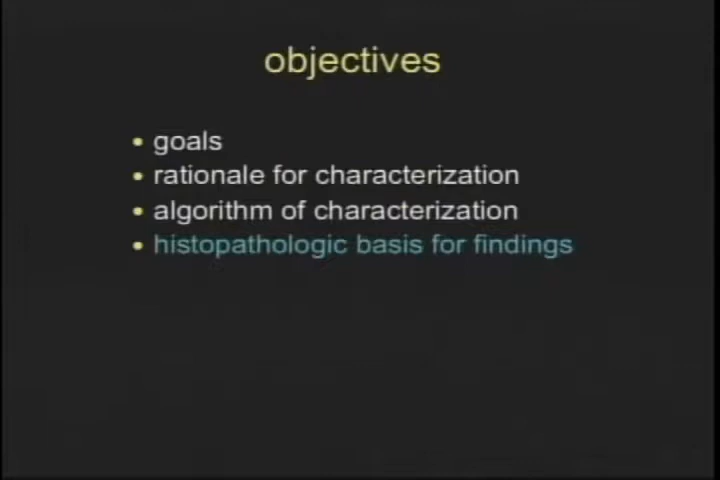 objectives
• goals
• rationale for characterization
• algorithm of characterization
• histopathologic basis for findings